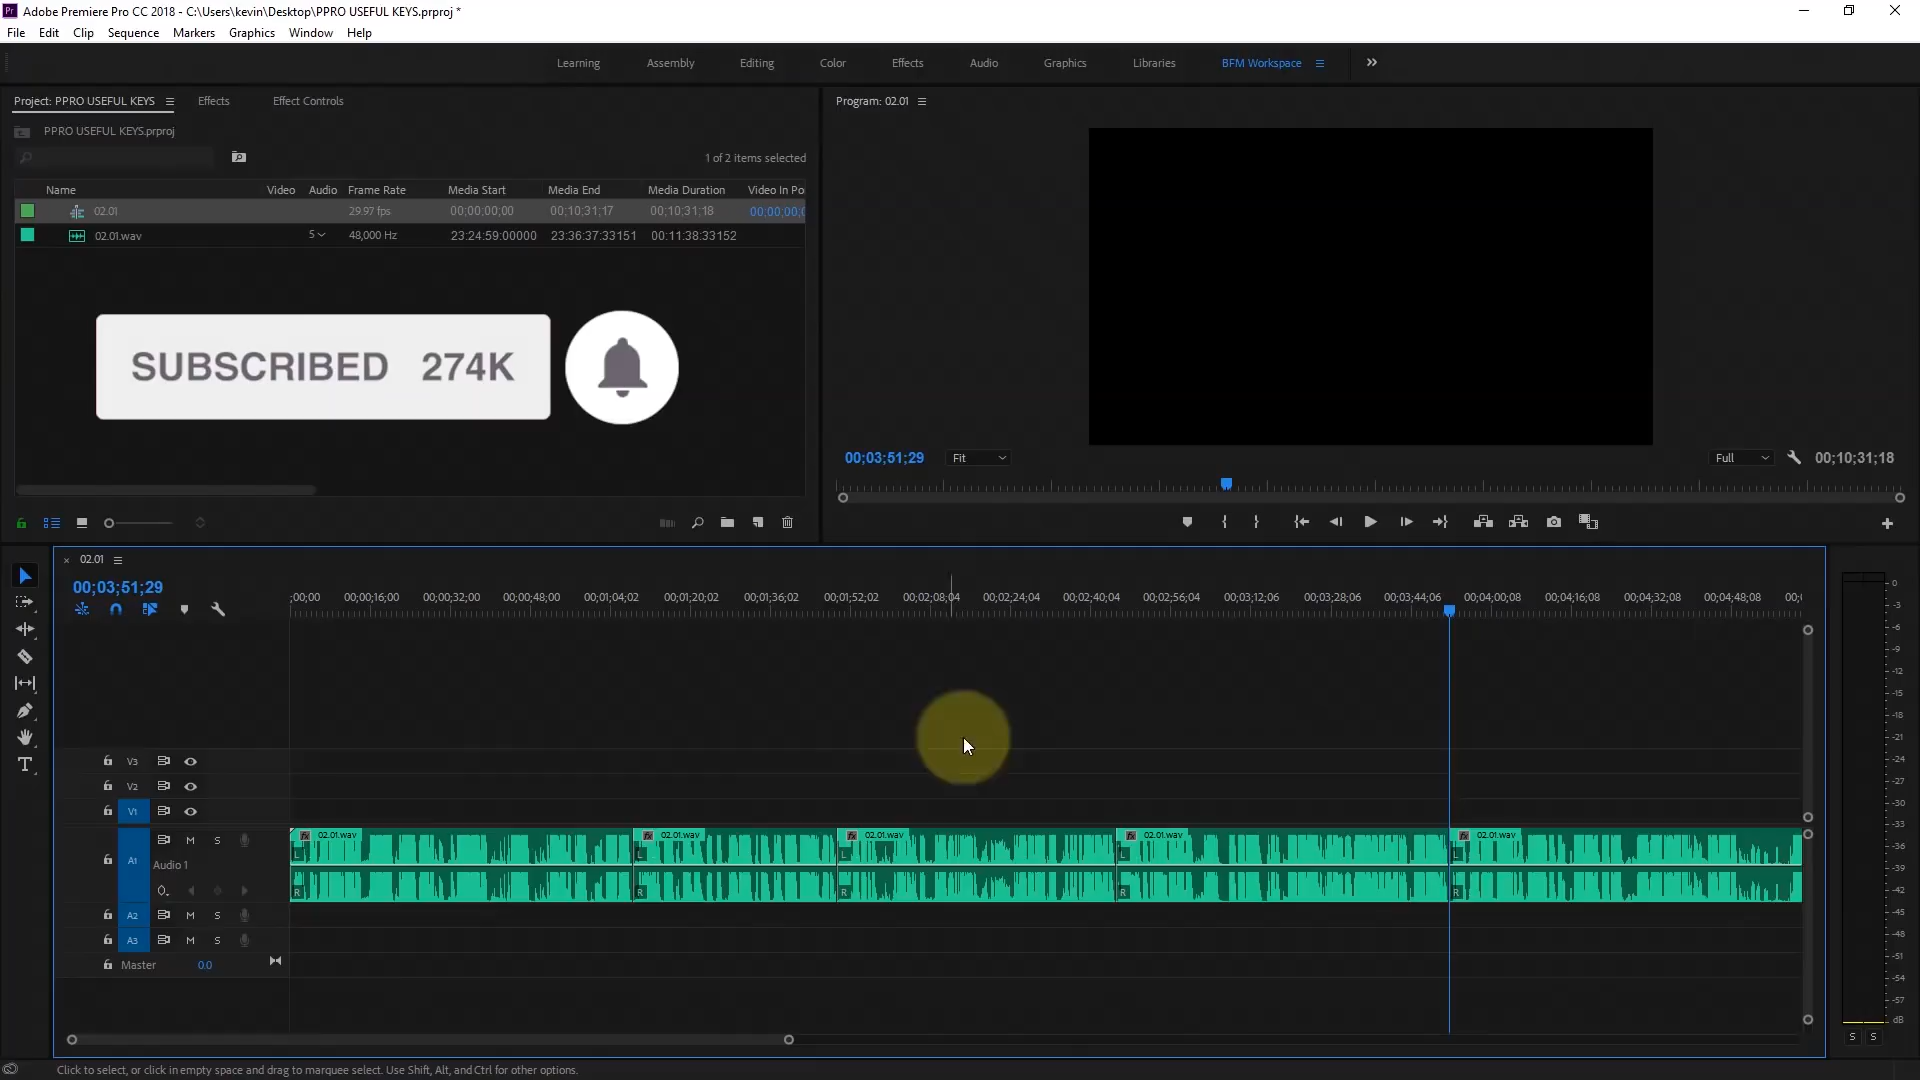 Adobe Premiere Pro CC 2018 - C:\Users\kevin\Desktop\PPRO USEFUL KEYS.prproj *
File Edit Clip Sequence Markers Graphics Window Help
Learning Assembly Editing Color Effects Audio Graphics Libraries BFM Workspace
Project: PPRO USEFUL KEYS Effects Effect Controls
Program: 02.01
PPRO USEFUL KEYS.prproj
1 of 2 items selected
Name Video Audio Frame Rate Media Start Media End Media Duration Video In Po
02.01 29.97 fps 00;00;00;00 00;10;31;17 00;10;31;18 00;00;00;0
02.01.wav S 48,000 Hz 23:24:59:00000 23:36:37:33151 00:11:38:33152
SUBSCRIBED 274K
00;03;51;29 Fit Full 00;10;31;18
02.01
00;03;51;29
;00;00 00;00;16;00 00;00;32;00 00;00;48;00 00;01;04;02 00;01;20;02 00;01;36;02 00;01;52;02 00;02;08;04 00;02;24;04 00;02;40;04 00;02;56;04 00;03;12;06 00;03;28;06 00;03;44;06 00;04;00;08 00;04;16;08 00;04;32;08 00;04;48;08 00;
V3
V2
V1
A1 M S
Audio 1
fx 02.01.wav fx 02.01.wav fx 02.01.wav fx 02.01.wav fx 02.01.wav
L L L L L
R R R R R
A2 M S
A3 M S
Master 0.0
0
-3
-6
-9
-12
-15
-18
-21
-24
-27
-30
-33
-36
-39
-42
-45
-48
-51
-54
-57
dB
S S
Click to select, or click in empty space and drag to marquee select. Use Shift, Alt, and Ctrl for other options.